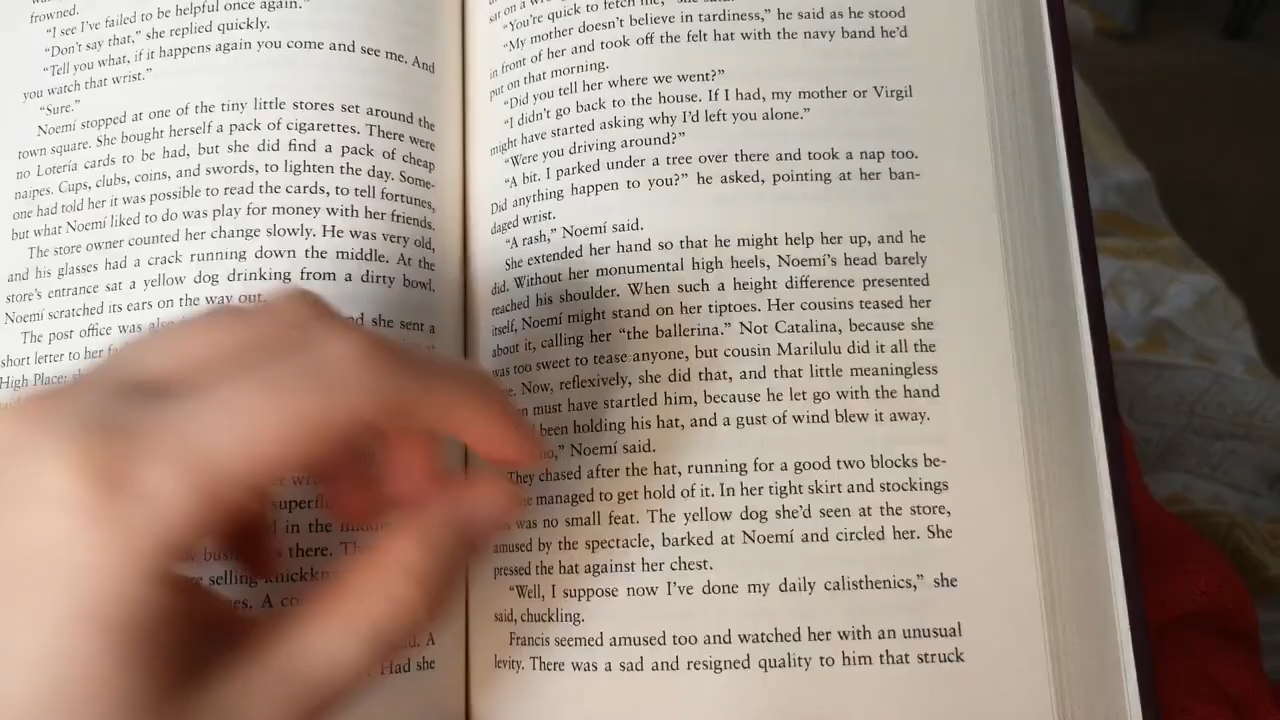 frowned.
"I see I've failed to be helpful once again."
"Don't say that," she replied quickly.
"Tell you what, if it happens again you come and see me. And
you watch that wrist."
"Sure."
Noemí stopped at one of the tiny little stores set around the
town square. She bought herself a pack of cigarettes. There were
no Lotería cards to be had, but she did find a pack of cheap
naipes. Cups, clubs, coins, and swords, to lighten the day. Some-
one had told her it was possible to read the cards, to tell fortunes,
but what Noemí liked to do was play for money with her friends.
The store owner counted her change slowly. He was very old,
and his glasses had a crack running down the middle. At the
store's entrance sat a yellow dog drinking from a dirty bowl.
Noemí scratched its ears on the way out.
The post office was also she sent a
short letter to her
High Place:
superfl
in the
there.
selling knickkn
A
A
Had she
"You're quick to fetch me,"
"My mother doesn't believe in tardiness," he said as he stood
in front of her and took off the felt hat with the navy band he'd
put on that morning.
"Did you tell her where we went?"
"I didn't go back to the house. If I had, my mother or Virgil
might have started asking why I'd left you alone."
"Were you driving around?"
"A bit. I parked under a tree over there and took a nap too.
Did anything happen to you?" he asked, pointing at her ban-
daged wrist.
"A rash," Noemí said.
She extended her hand so that he might help her up, and he
did. Without her monumental high heels, Noemí's head barely
reached his shoulder. When such a height difference presented
itself, Noemí might stand on her tiptoes. Her cousins teased her
about it, calling her "the ballerina." Not Catalina, because she
was too sweet to tease anyone, but cousin Marilulu did it all the
Now, reflexively, she did that, and that little meaningless
must have startled him, because he let go with the hand
been holding his hat, and a gust of wind blew it away.
no," Noemí said.
They chased after the hat, running for a good two blocks be-
managed to get hold of it. In her tight skirt and stockings
was no small feat. The yellow dog she'd seen at the store,
amused by the spectacle, barked at Noemí and circled her. She
pressed the hat against her chest.
"Well, I suppose now I've done my daily calisthenics," she
said, chuckling.
Francis seemed amused too and watched her with an unusual
levity. There was a sad and resigned quality to him that struck